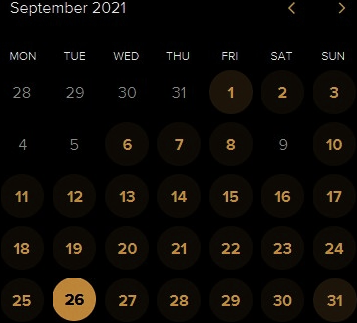 September 2021
MON TUE WED THU FRI SAT SUN
28 29 30 31 1 2 3
4 5 6 7 8 9 10
11 12 13 14 15 16 17
18 19 20 21 22 23 24
25 26 27 28 29 30 31